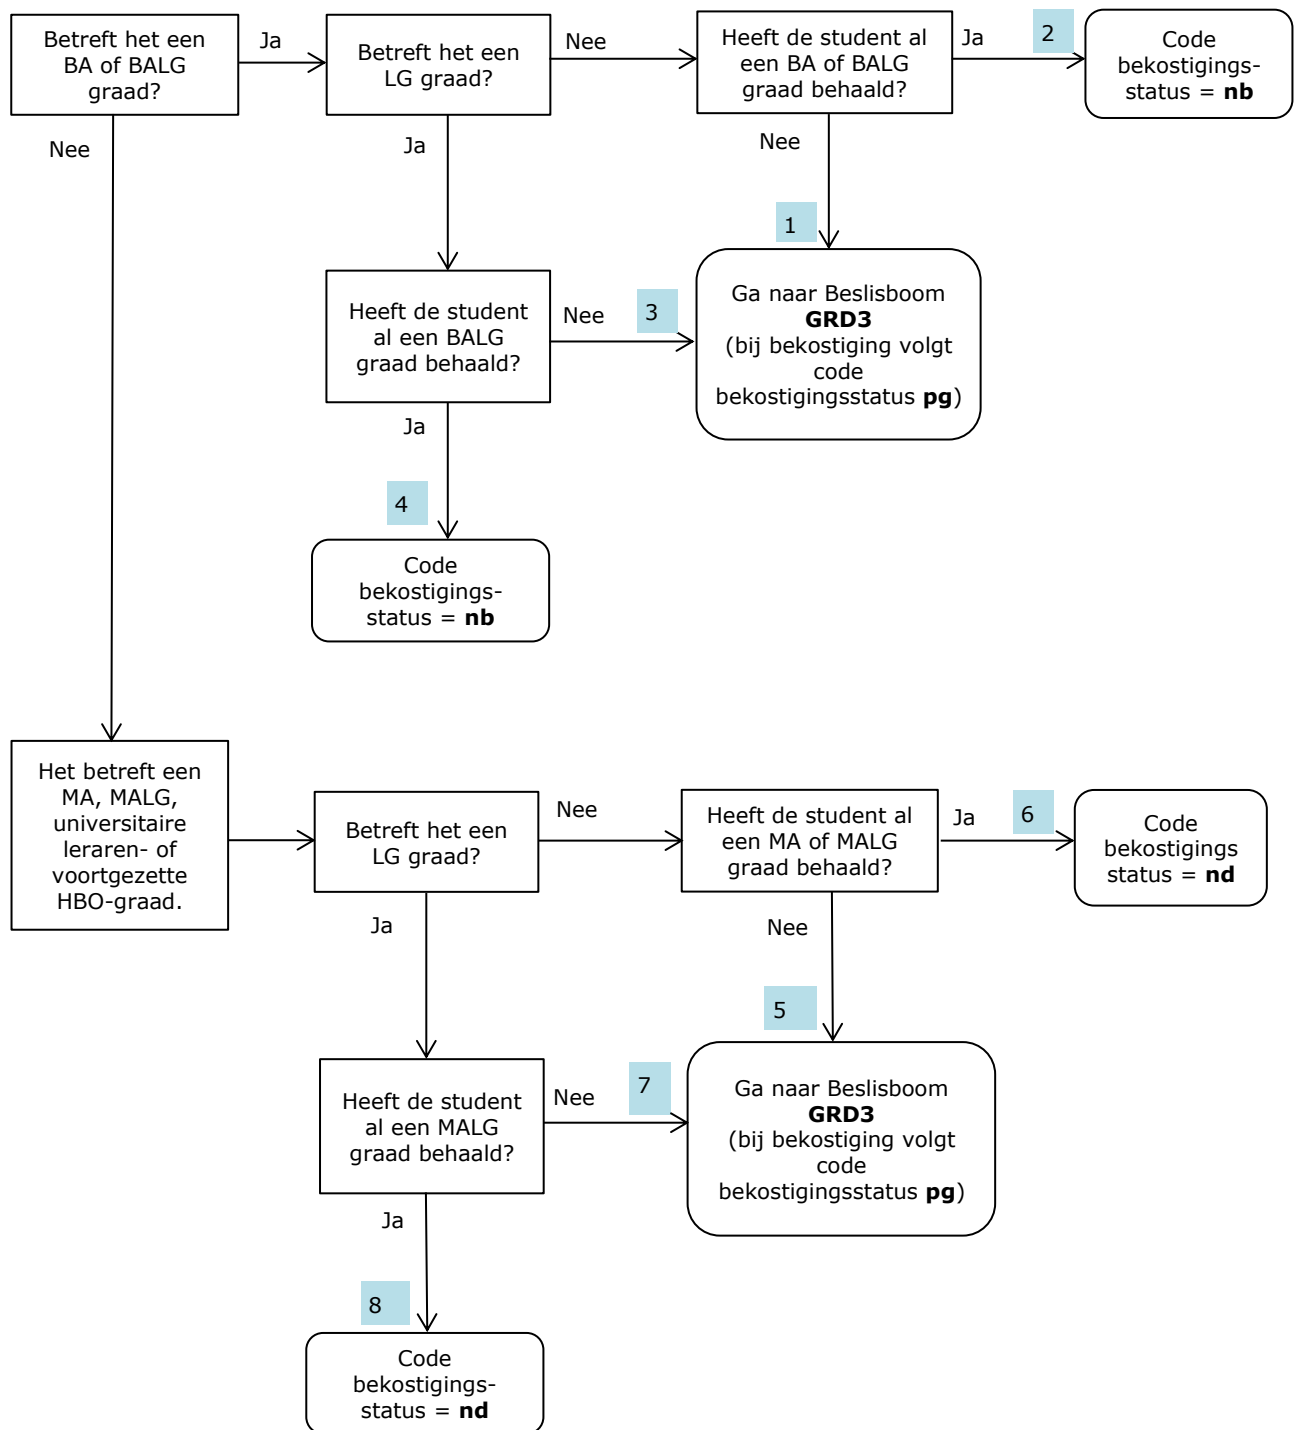 Betreft het een
BA of BALG
graad?
Ja
Betreft het een
LG graad?
Nee
Heeft de student al
een BA of BALG
graad behaald?
Ja
2
Code
bekostigings-
status = nb
Nee
Ja
Nee
1
Heeft de student
al een BALG
graad behaald?
Nee
3
Ga naar Beslisboom
GRD3
(bij bekostiging volgt
code
bekostigingsstatus pg)
Ja
4
Code
bekostigings-
status = nb
Het betreft een
MA, MALG,
universitaire
leraren- of
voortgezette
HBO-graad.
Betreft het een
LG graad?
Nee
Heeft de student al
een MA of MALG
graad behaald?
Ja
6
Code
bekostigings
status = nd
Ja
Nee
5
Heeft de student
al een MALG
graad behaald?
Nee
7
Ga naar Beslisboom
GRD3
(bij bekostiging volgt
code
bekostigingsstatus pg)
Ja
8
Code
bekostigings-
status = nd